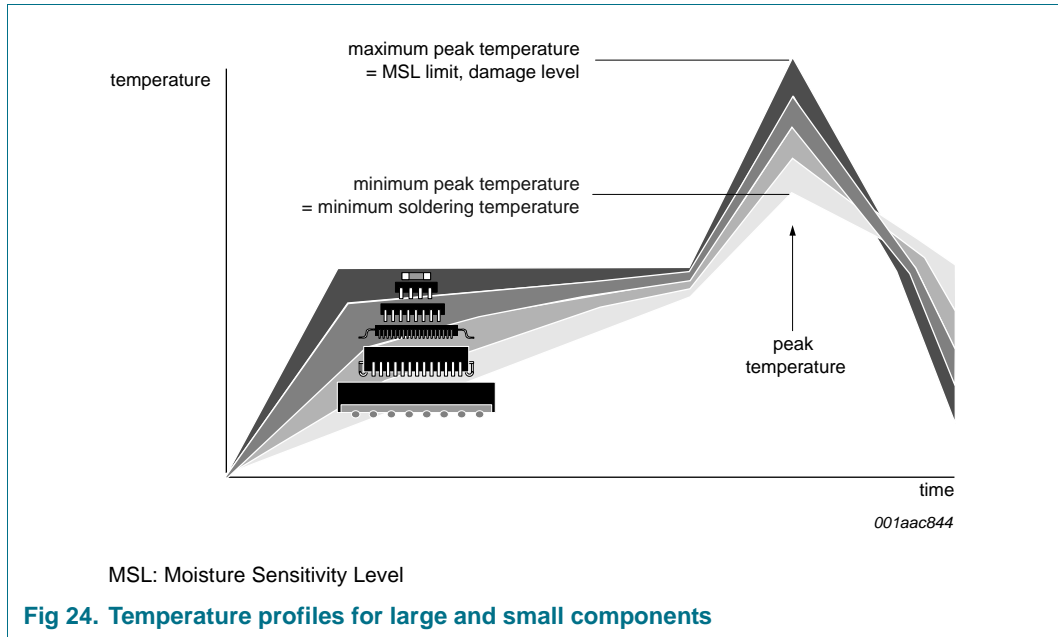 maximum peak temperature
= MSL limit, damage level
temperature
minimum peak temperature
= minimum soldering temperature
peak
temperature
time
001aac844
MSL: Moisture Sensitivity Level
Fig 24. Temperature profiles for large and small components